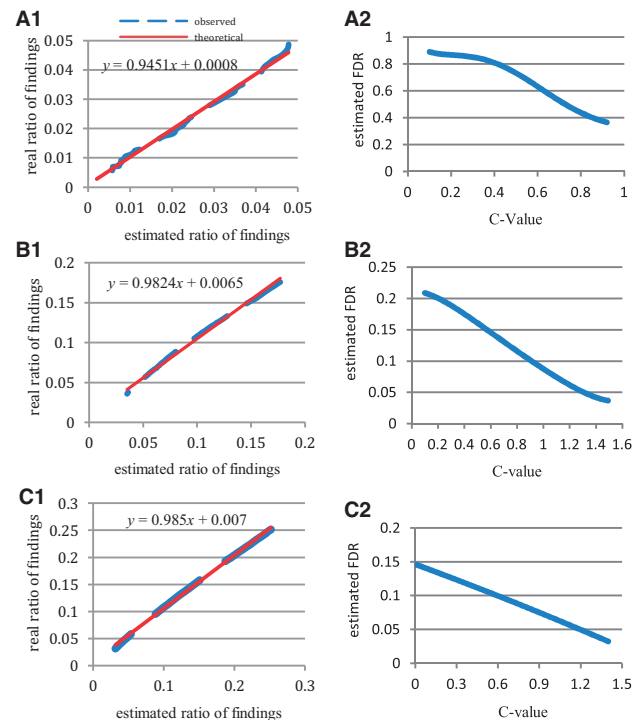 A1
observed
theoretical
y = 0.9451x + 0.0008
real ratio of findings
0.05
0.04
0.03
0.02
0.01
0
0 0.01 0.02 0.03 0.04 0.05
estimated ratio of findings
A2
estimated FDR
1
0.8
0.6
0.4
0.2
0
0 0.2 0.4 0.6 0.8 1
C-Value
B1
y = 0.9824x + 0.0065
real ratio of findings
0.2
0.15
0.1
0.05
0
0 0.05 0.1 0.15 0.2
estimated ratio of findings
B2
estimated FDR
0.25
0.2
0.15
0.1
0.05
0
0 0.2 0.4 0.6 0.8 1 1.2 1.4 1.6
C-value
C1
y = 0.985x + 0.007
real ratio of findings
0.3
0.25
0.2
0.15
0.1
0.05
0
0 0.1 0.2 0.3
estimated ratio of findings
C2
estimated FDR
0.2
0.15
0.1
0.05
0
0 0.3 0.6 0.9 1.2 1.5
C-value